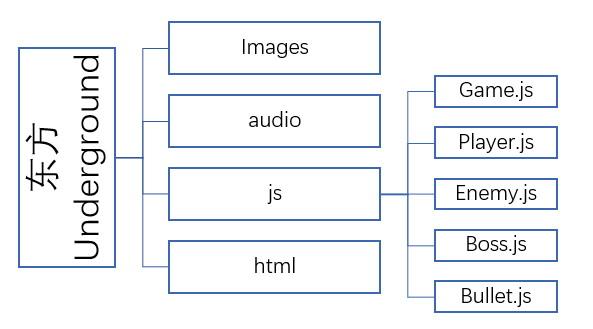 东方
Underground
Images
audio
js
html
Game.js
Player.js
Enemy.js
Boss.js
Bullet.js